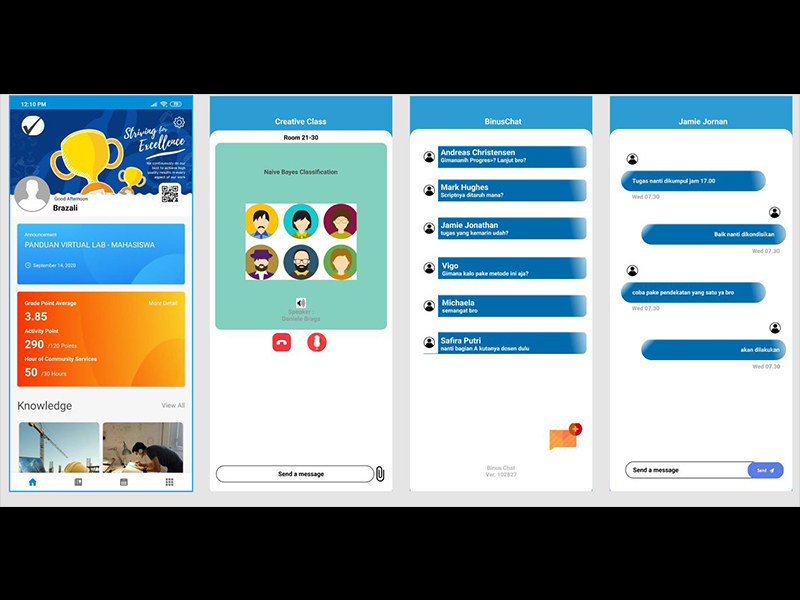 12:10 PM
Striving for
Excellence
We continuously do our
best to achieve high
quality results in every
aspect of our work
Good Afternoon
Brazali
Announcement
PANDUAN VIRTUAL LAB - MAHASISWA
September 14, 2020
Grade Point Average
More Detail
3.85
Activity Point
290 /120 Points
Hour of Community Services
50 /30 Hours
Knowledge
View All
Creative Class
Room 21-30
Naive Bayes Classification
Speaker :
Daniele Braga
Send a message
BinusChat
Andreas Christensen
Gimananih Progres>? Lanjut bro?
Mark Hughes
Scriptnya ditaruh mana?
Jamie Jonathan
tugas yang kemarin udah?
Vigo
Gimana kalo pake metode ini aja?
Michaela
semangat bro
Safira Putri
nanti bagian A kutanya dosen dulu
Binus Chat
Ver. 102827
Jamie Jornan
Tugas nanti dikumpul jam 17.00
Wed 07.30
Baik nanti dikondisikan
Wed 07.30
coba pake pendekatan yang satu ya bro
Wed 07.30
akan dilakukan
Wed 07.30
Send a message
Send